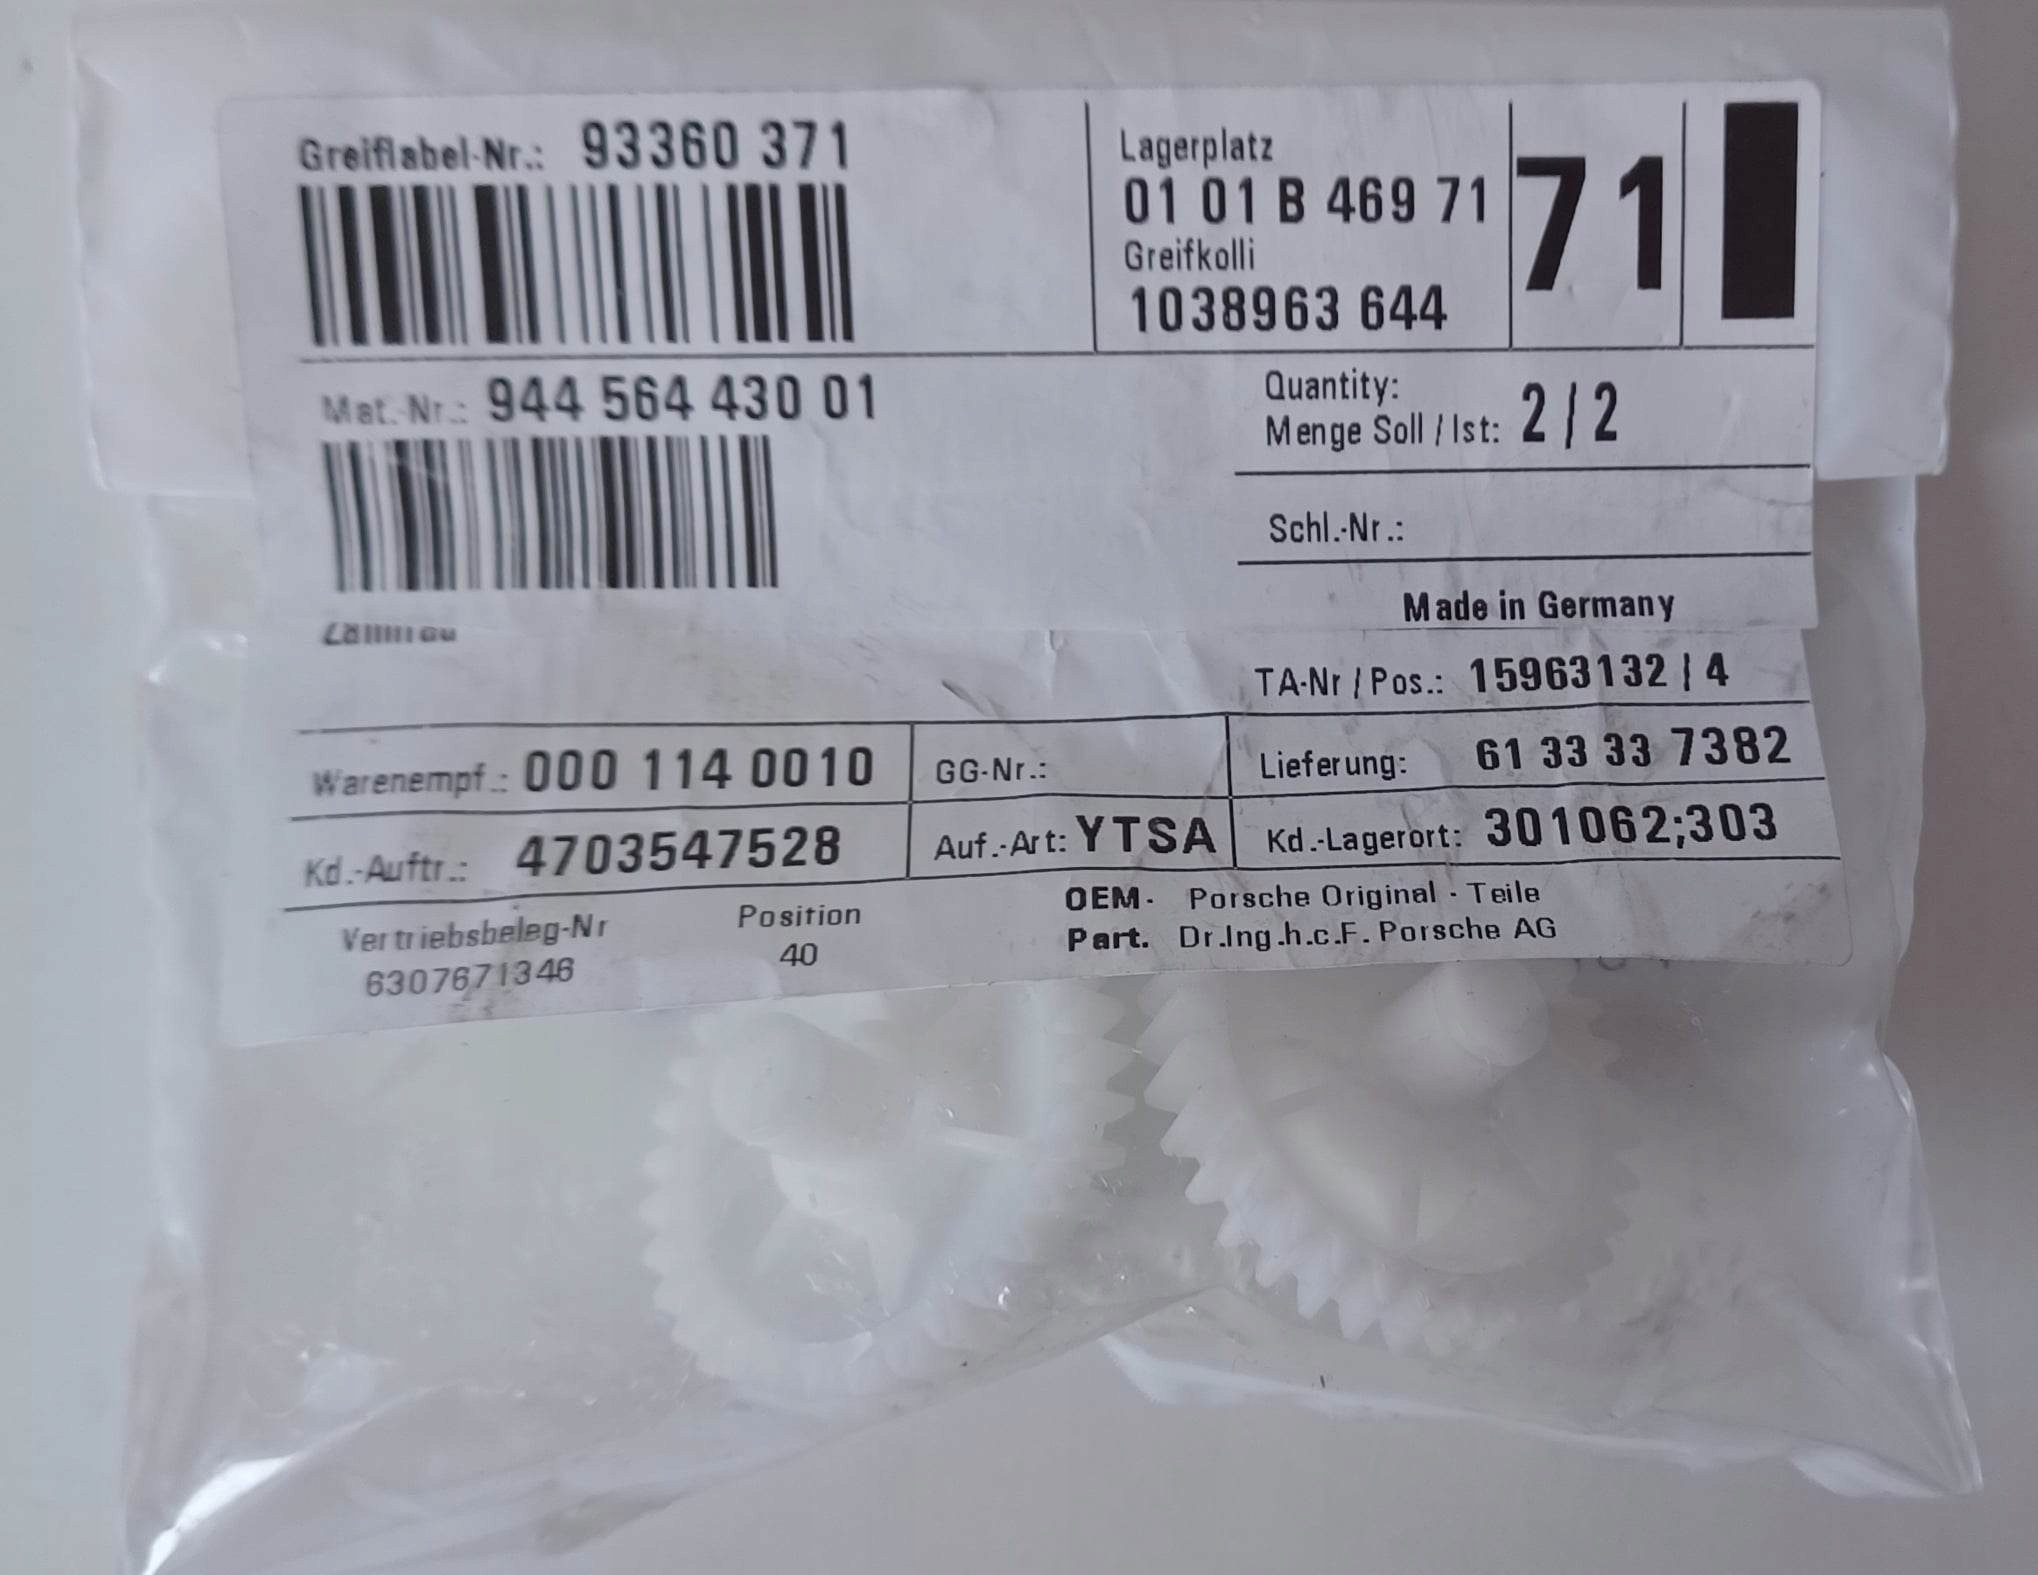 Greiflabel-Nr.: 93360 371
Lagerplatz
01 01 B 469 71
Greifkolli
1038963 644
71
Mat.-Nr.: 944 564 430 01
Quantity:
Menge Soll / Ist: 2 / 2
Schl.-Nr.:
Made in Germany
TA-Nr / Pos.: 15963132 / 4
Warenempf.: 000 114 0010
GG-Nr.:
Lieferung: 61 33 33 7382
Kd.-Auftr.: 4703547528
Auf.-Art: YTSA
Kd.-Lagerort: 301062;303
Vertriebsbeleg-Nr
6307671346
Position
40
OEM- Porsche Original - Teile
Part. Dr.Ing.h.c.F. Porsche AG